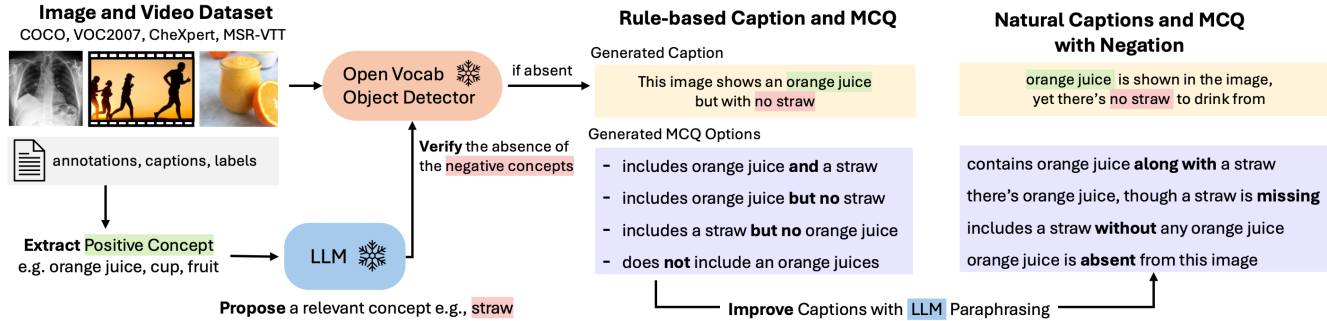 Image and Video Dataset
COCO, VOC2007, CheXpert, MSR-VTT
annotations, captions, labels
Extract Positive Concept
e.g. orange juice, cup, fruit
LLM
Propose a relevant concept e.g., straw
Open Vocab
Object Detector
Verify the absence of
the negative concepts
if absent
Rule-based Caption and MCQ
Generated Caption
This image shows an orange juice
but with no straw
Generated MCQ Options
- includes orange juice and a straw
- includes orange juice but no straw
- includes a straw but no orange juice
- does not include an orange juices
Natural Captions and MCQ
with Negation
orange juice is shown in the image,
yet there's no straw to drink from
contains orange juice along with a straw
there's orange juice, though a straw is missing
includes a straw without any orange juice
orange juice is absent from this image
Improve Captions with LLM Paraphrasing